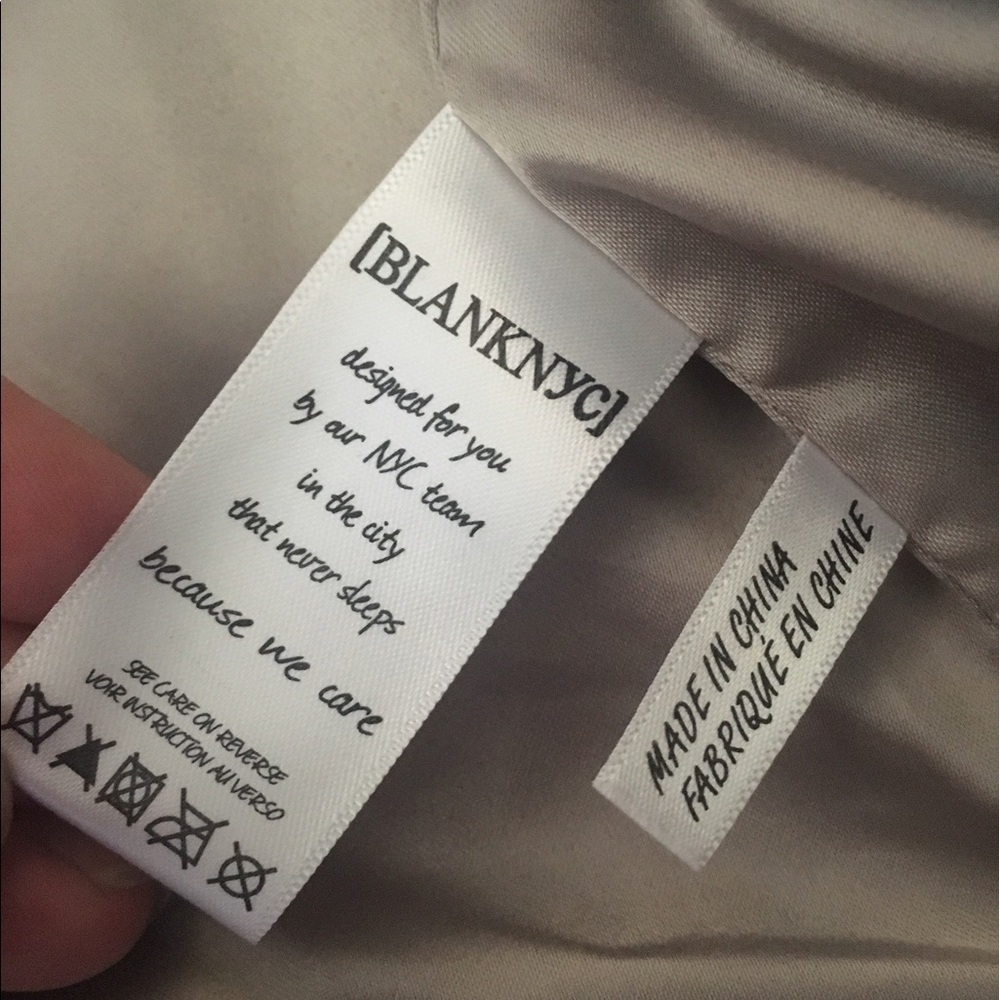 [BLANKNYC]
designed for you
by our NYC team
in the city
that never sleeps
because we care
SEE CARE ON REVERSE
VOIR INSTRUCTION AU VERSO
MADE IN CHINA
FABRIQUÉ EN CHINE